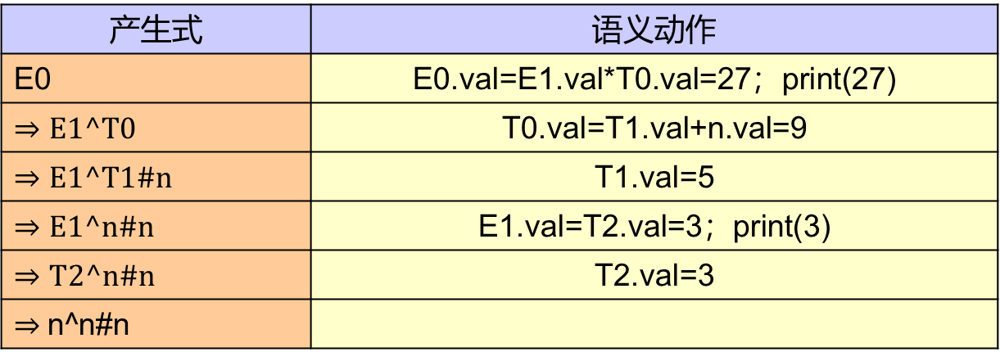 产生式 语义动作
E0 E0.val=E1.val*T0.val=27；print(27)
⇒ E1^T0 T0.val=T1.val+n.val=9
⇒ E1^T1#n T1.val=5
⇒ E1^n#n E1.val=T2.val=3；print(3)
⇒ T2^n#n T2.val=3
⇒ n^n#n